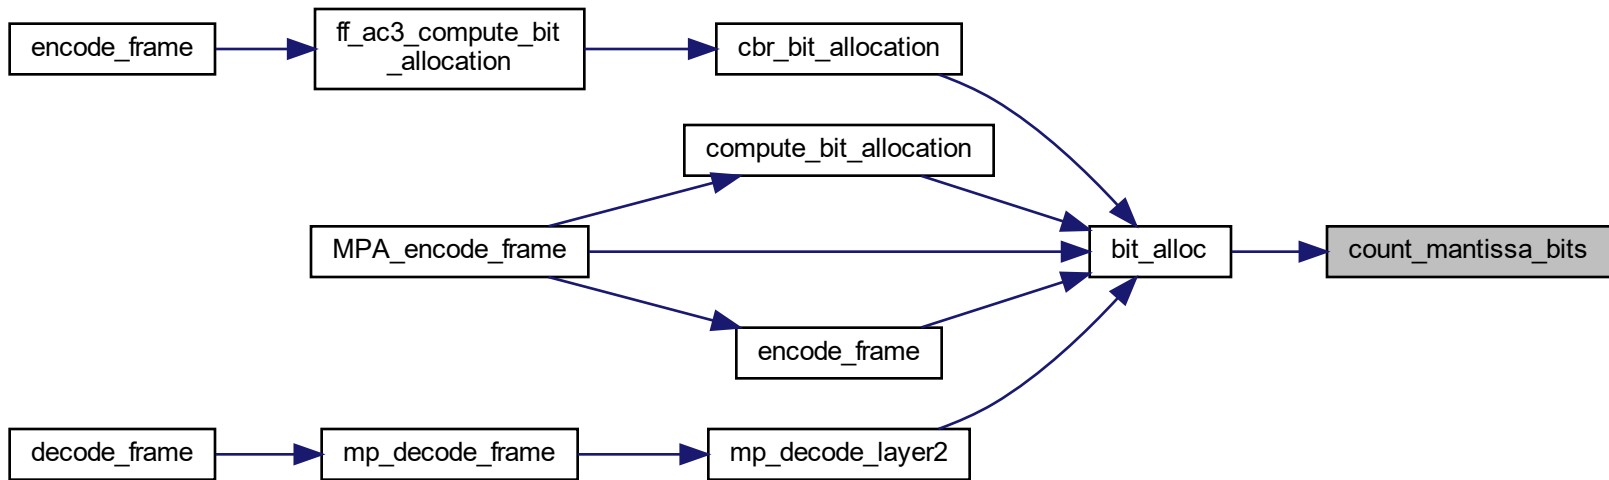 encode_frame
ff_ac3_compute_bit
_allocation
cbr_bit_allocation
compute_bit_allocation
MPA_encode_frame
bit_alloc
count_mantissa_bits
encode_frame
decode_frame
mp_decode_frame
mp_decode_layer2